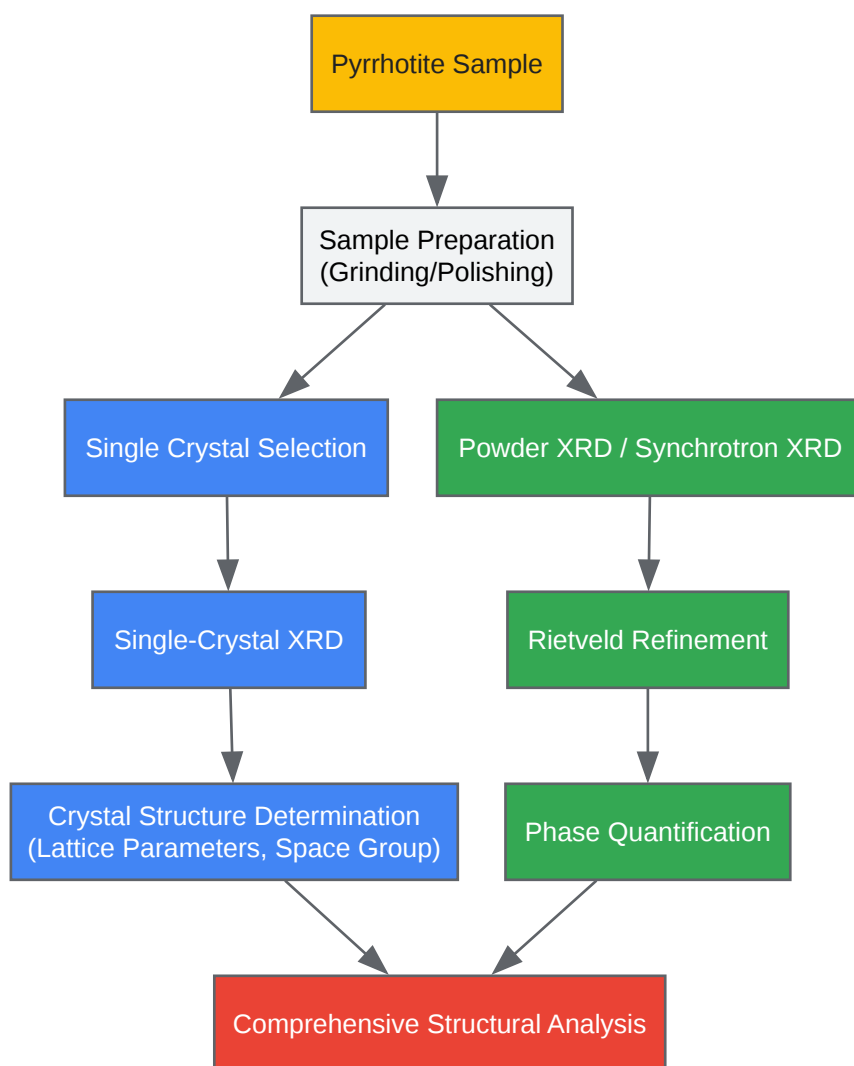 Pyrrhotite Sample
Sample Preparation
(Grinding/Polishing)
Single Crystal Selection
Powder XRD / Synchrotron XRD
Single-Crystal XRD
Rietveld Refinement
Crystal Structure Determination
(Lattice Parameters, Space Group)
Phase Quantification
Comprehensive Structural Analysis